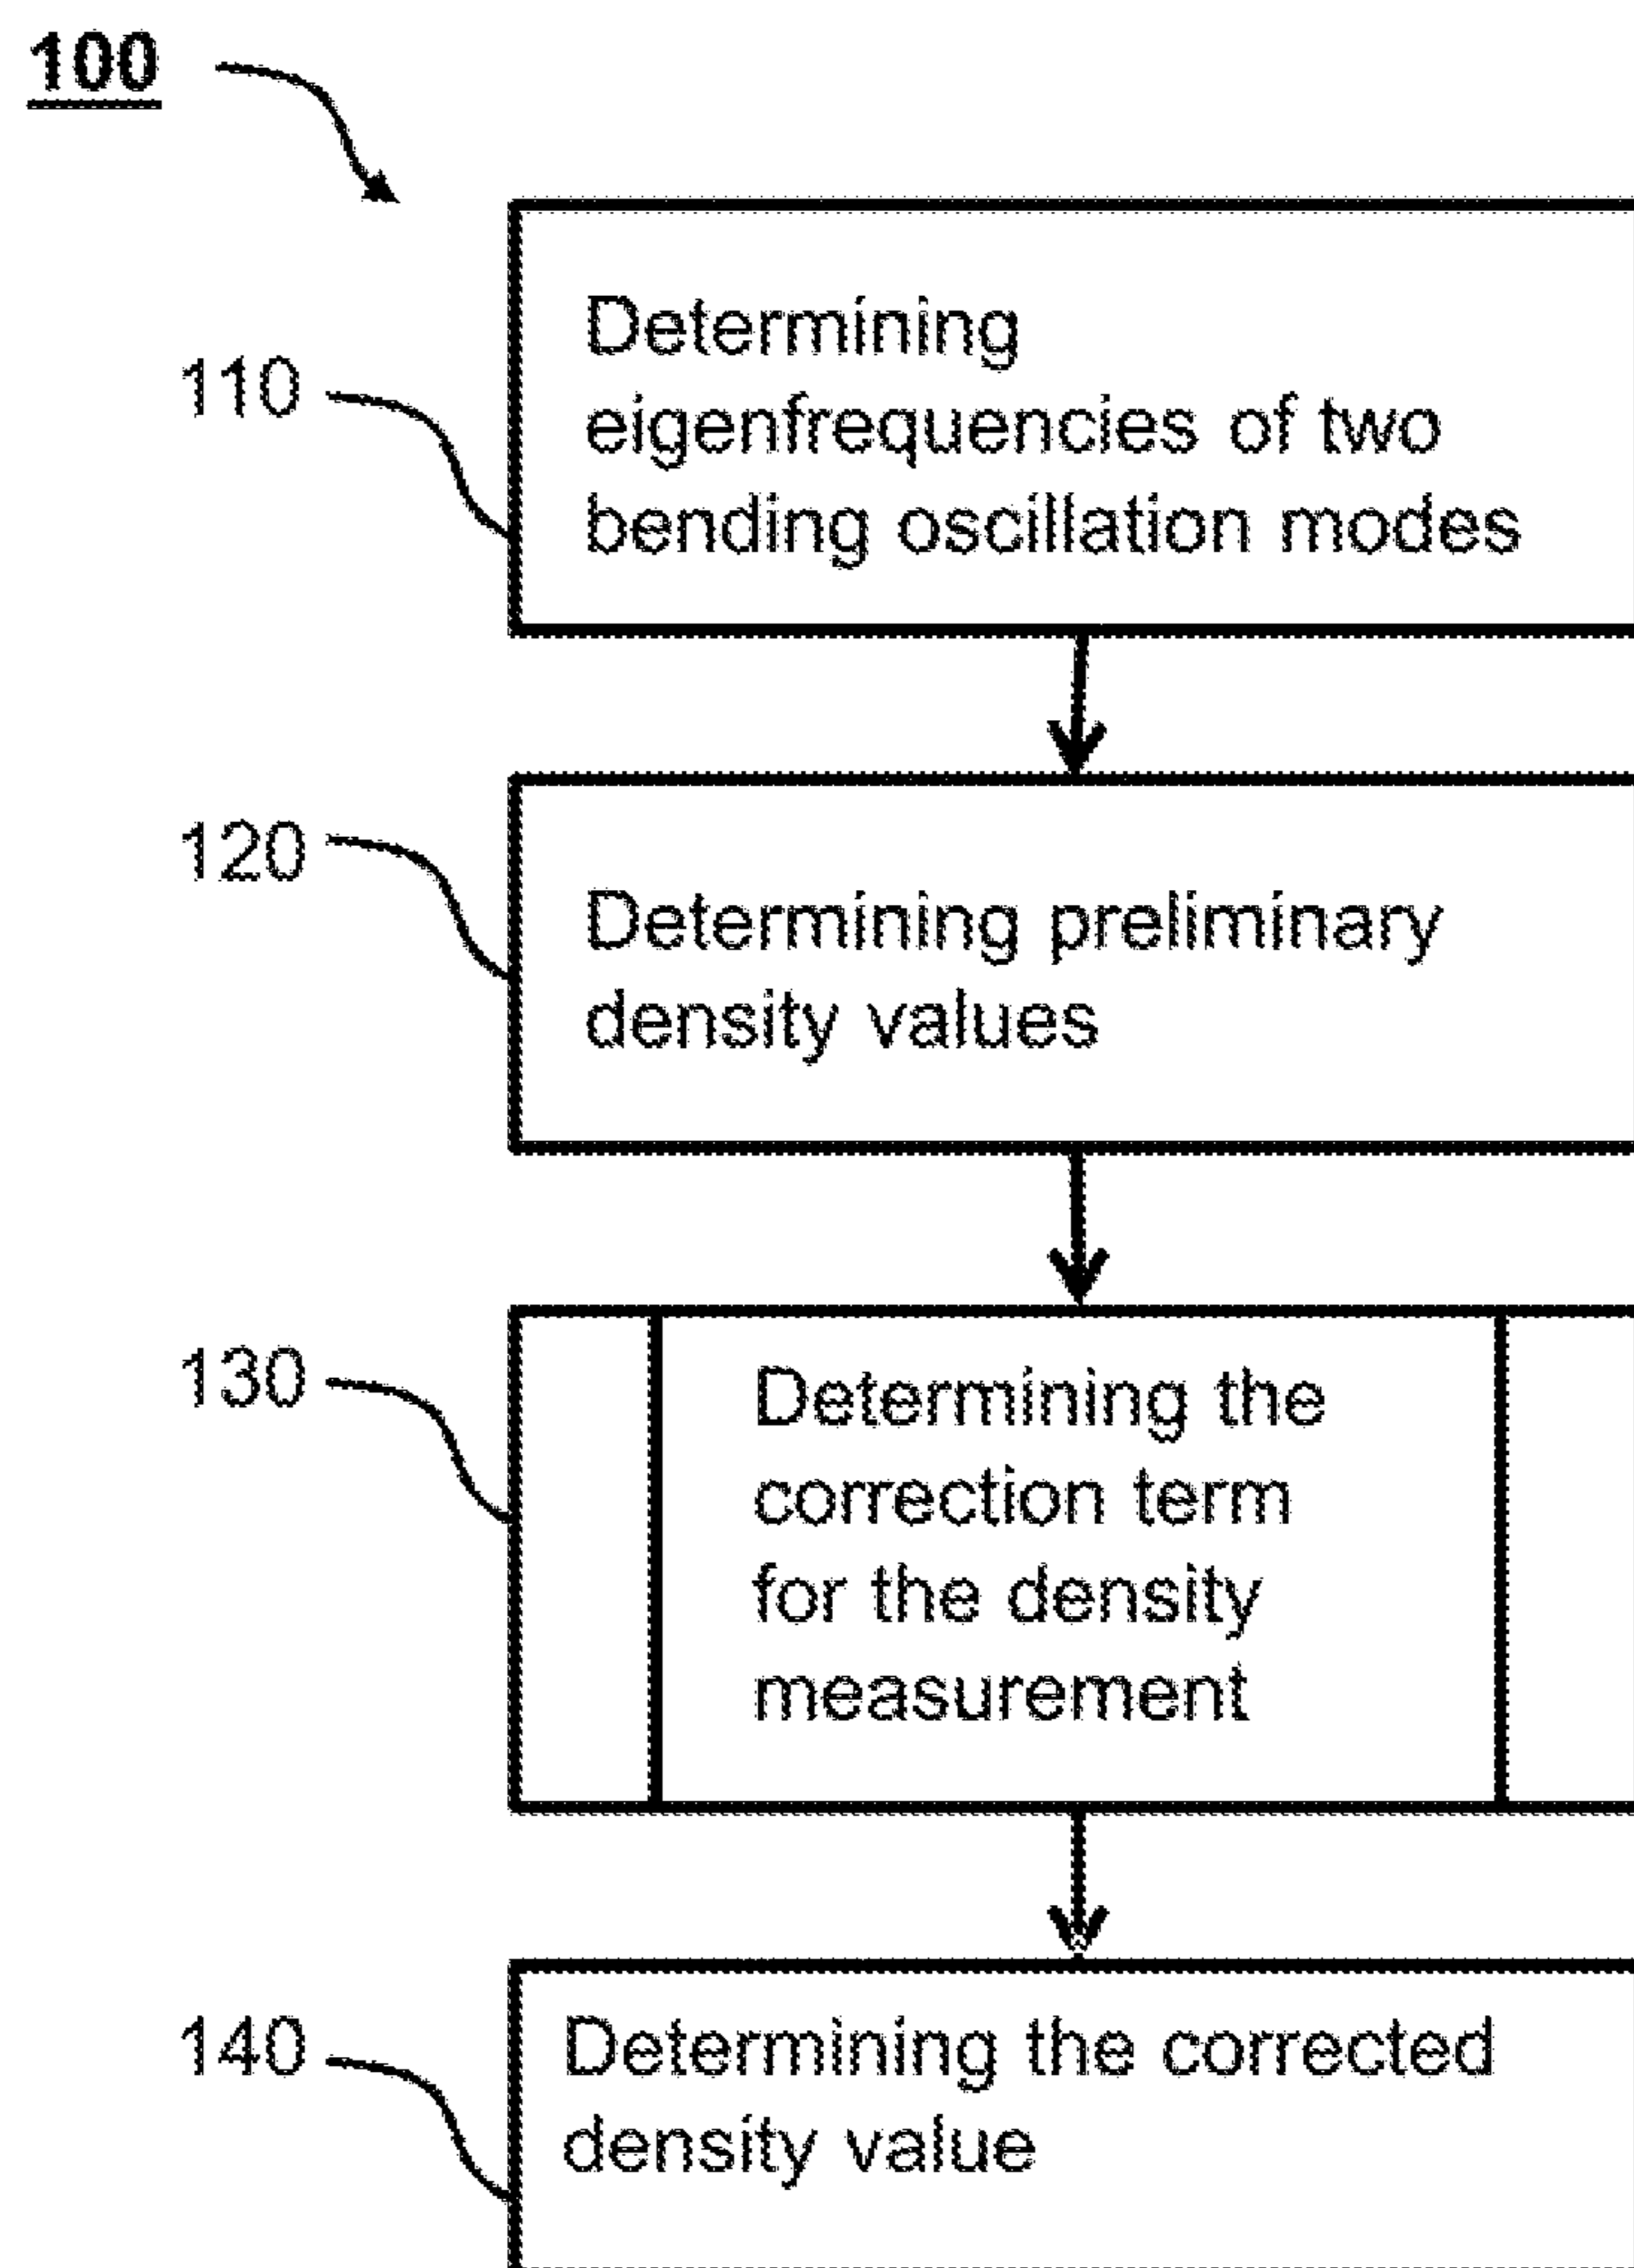 100
110
Determining
eigenfrequencies of two
bending oscillation modes
120
Determining preliminary
density values
130
Determining the
correction term
for the density
measurement
140
Determining the corrected
density value